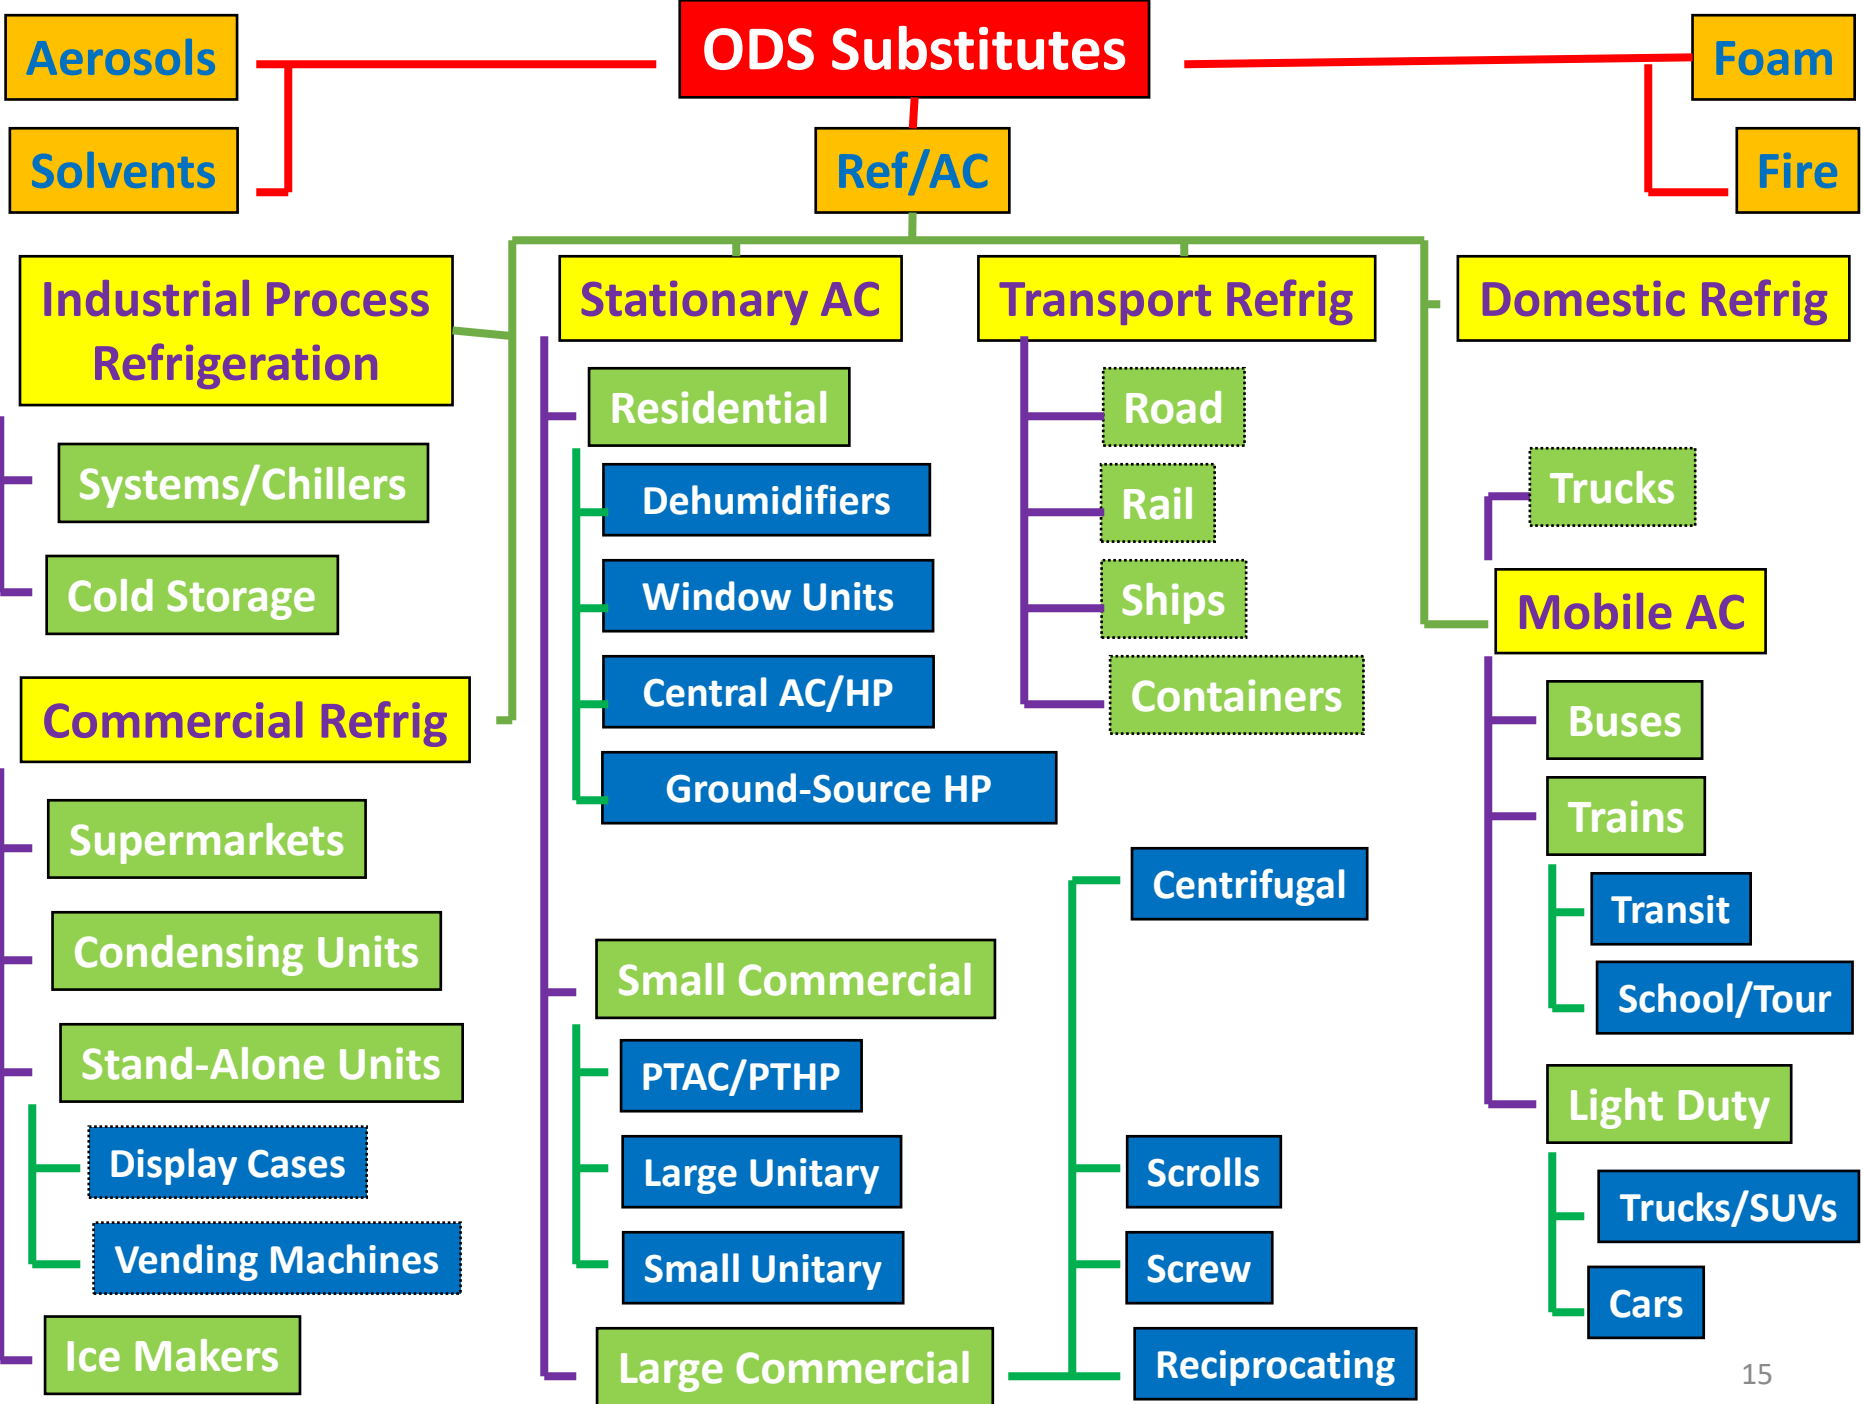 ODS Substitutes
Aerosols
Solvents
Ref/AC
Foam
Fire
Industrial Process
Refrigeration
Systems/Chillers
Cold Storage
Commercial Refrig
Supermarkets
Condensing Units
Stand-Alone Units
Display Cases
Vending Machines
Ice Makers
Stationary AC
Residential
Dehumidifiers
Window Units
Central AC/HP
Ground-Source HP
Small Commercial
PTAC/PTHP
Large Unitary
Small Unitary
Large Commercial
Centrifugal
Scrolls
Screw
Reciprocating
Transport Refrig
Road
Rail
Ships
Containers
Domestic Refrig
Trucks
Mobile AC
Buses
Trains
Transit
School/Tour
Light Duty
Trucks/SUVs
Cars
15